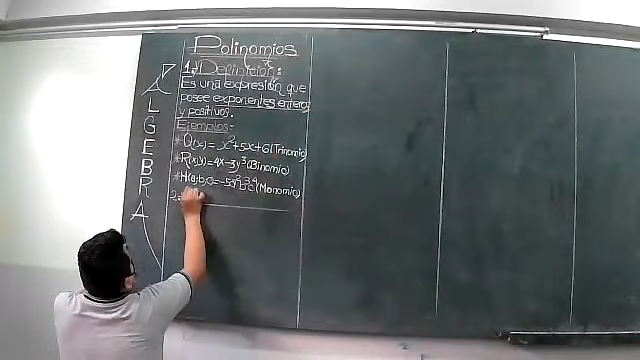 Polinomios
ALGEBRA
1. Definición:
Es una expresión que
posee exponentes enteros
y positivos.
Ejemplos:
* Q(x) = x² + 5x + 6 (Trinomio)
* R(x,y) = 4x - 3y³ (Binomio)
* H(a;b;c) = -5a²b³c⁴ (Monomio)
2.